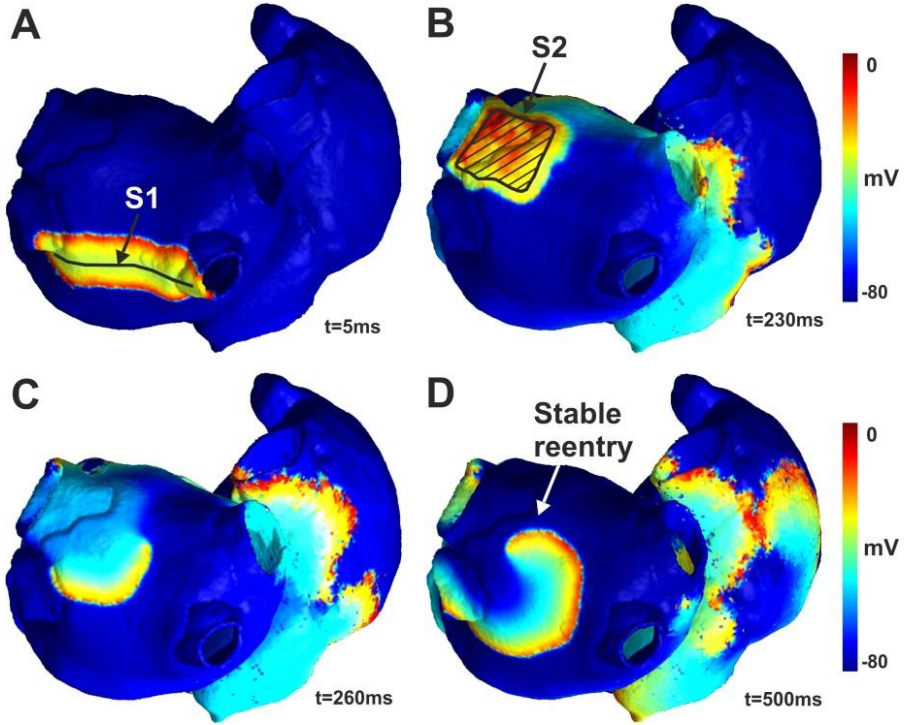 A
S1
t=5ms
B
S2
0
mV
-80
t=230ms
C
t=260ms
D
Stable
reentry
0
mV
-80
t=500ms